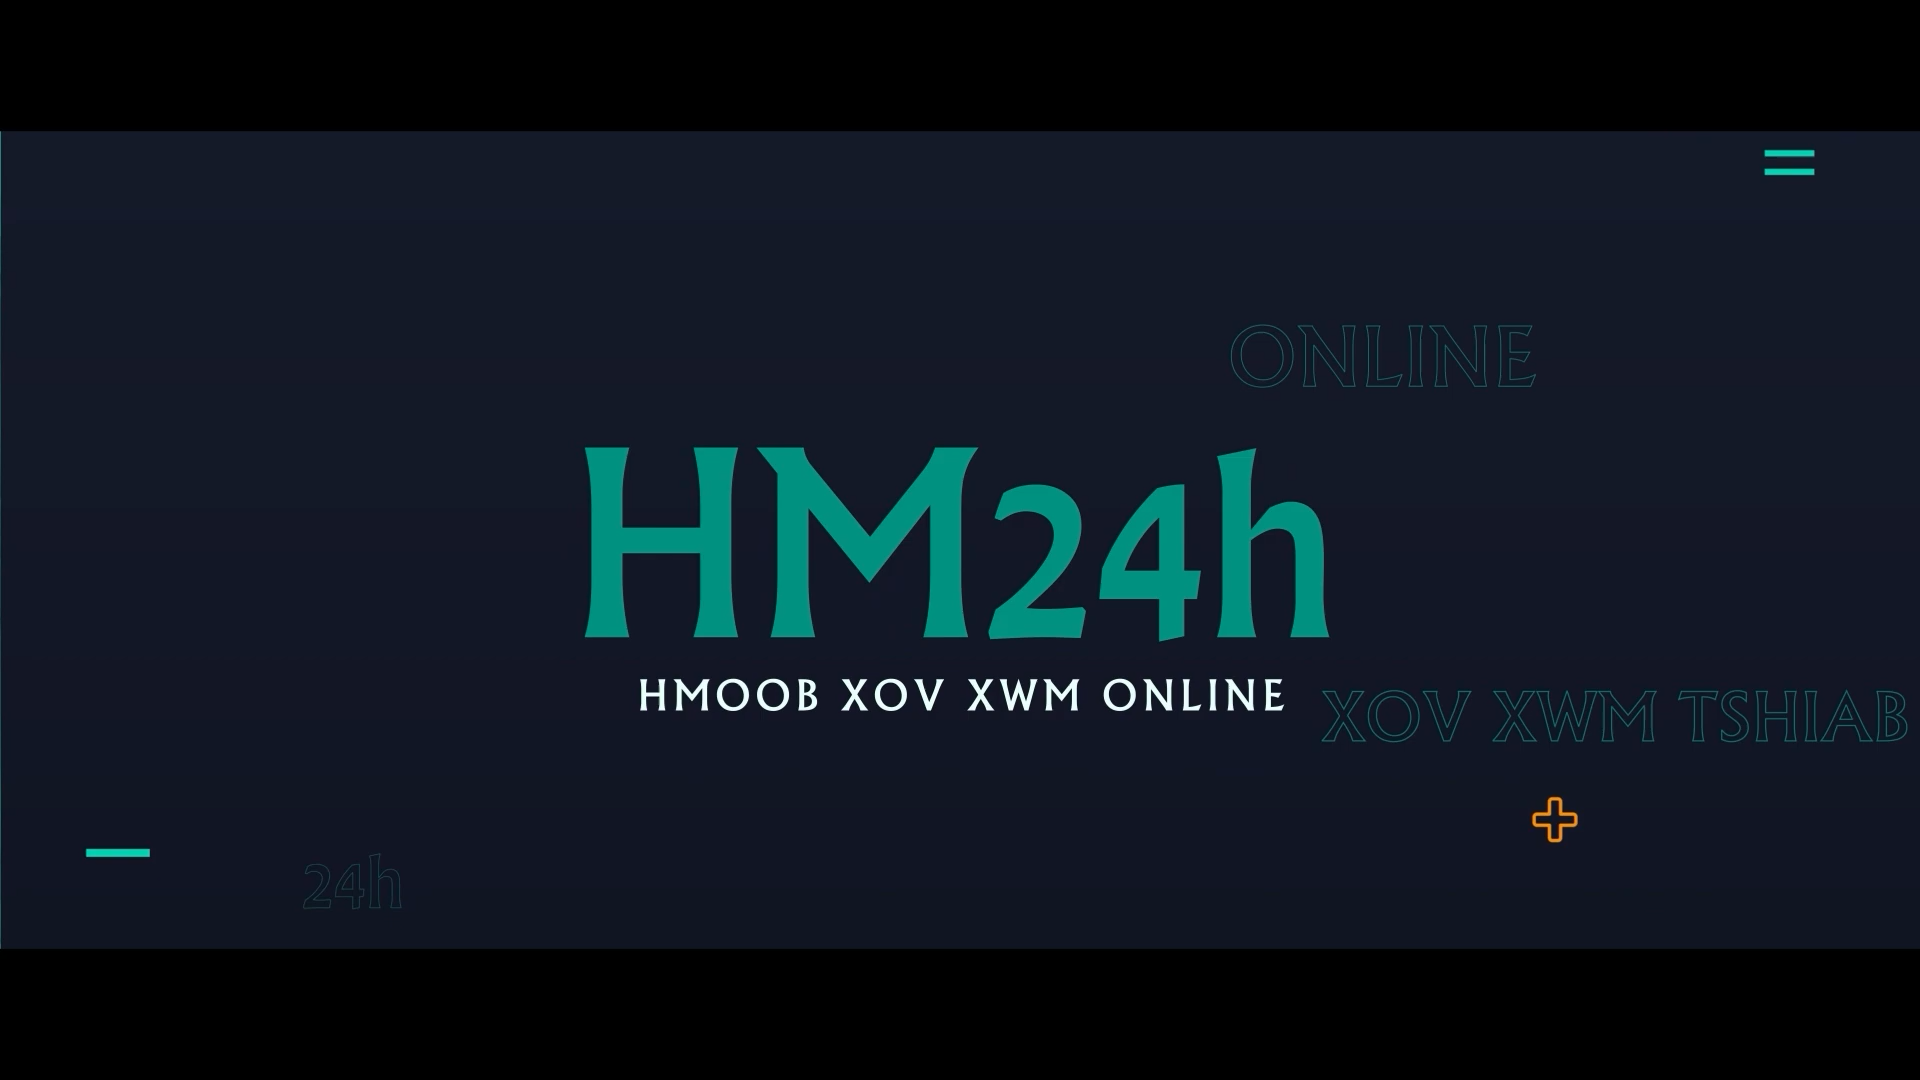 ONLINE
HM24h
HMOOB XOV XWM ONLINE
XOV XWM TSHIAB
24h